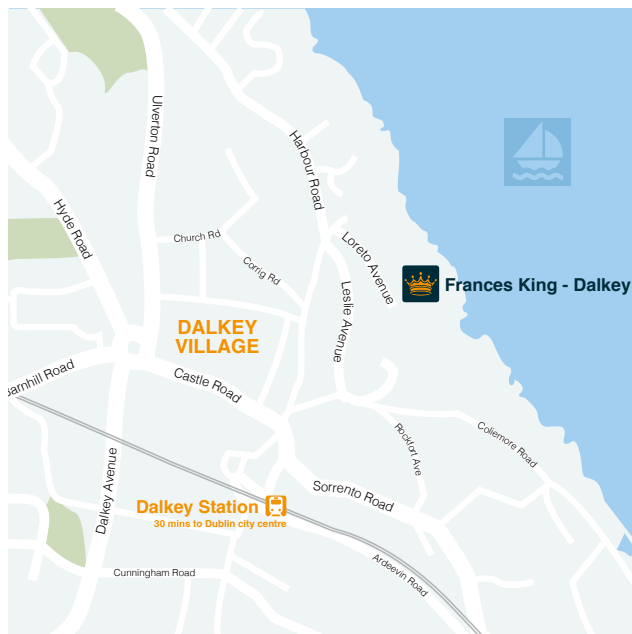 Ulverton Road
Harbour Road
Hyde Road
Church Rd
Corrig Rd
Loreto Avenue
Leslie Avenue
Frances King - Dalkey
DALKEY
VILLAGE
Barnhill Road
Castle Road
Rockfort Ave
Coliemore Road
Dalkey Avenue
Sorrento Road
Dalkey Station
30 mins to Dublin city centre
Ardeevin Road
Cunningham Road